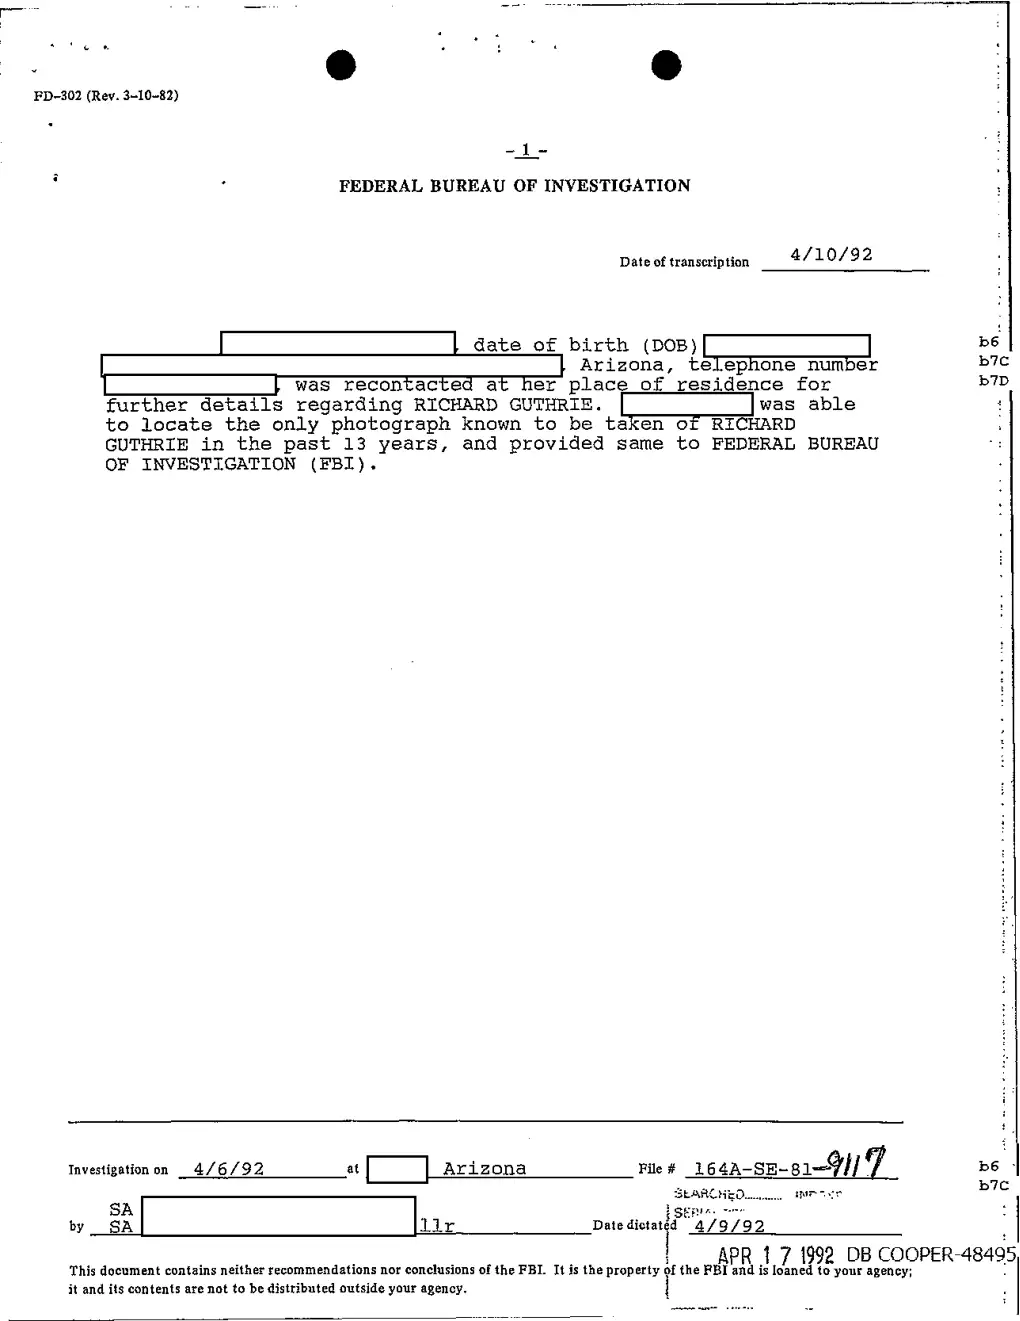 FD-302 (Rev. 3-10-82)
- 1 -
FEDERAL BUREAU OF INVESTIGATION
Date of transcription 4/10/92
, date of birth (DOB)
b6
, Arizona, telephone number
b7C
, was recontacted at her place of residence for
b7D
further details regarding RICHARD GUTHRIE. was able
to locate the only photograph known to be taken of RICHARD
GUTHRIE in the past 13 years, and provided same to FEDERAL BUREAU
OF INVESTIGATION (FBI).
Investigation on 4/6/92 at Arizona File # 164A-SE-81-9117
b6
b7C
SEARCHED
SA
by SA llr Date dictated 4/9/92
APR 17 1992 DB COOPER-48495
This document contains neither recommendations nor conclusions of the FBI. It is the property of the FBI and is loaned to your agency;
it and its contents are not to be distributed outside your agency.